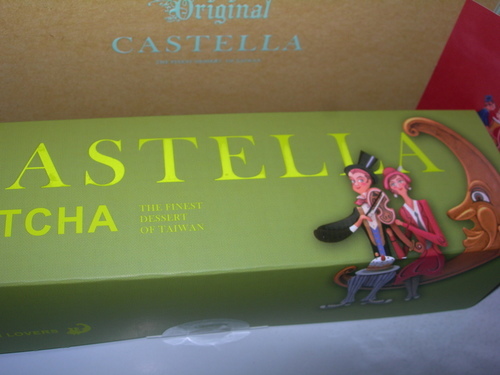 Original
CASTELLA
ASTELLA
TCHA
THE FINEST
DESSERT
OF TAIWAN
LOVERS